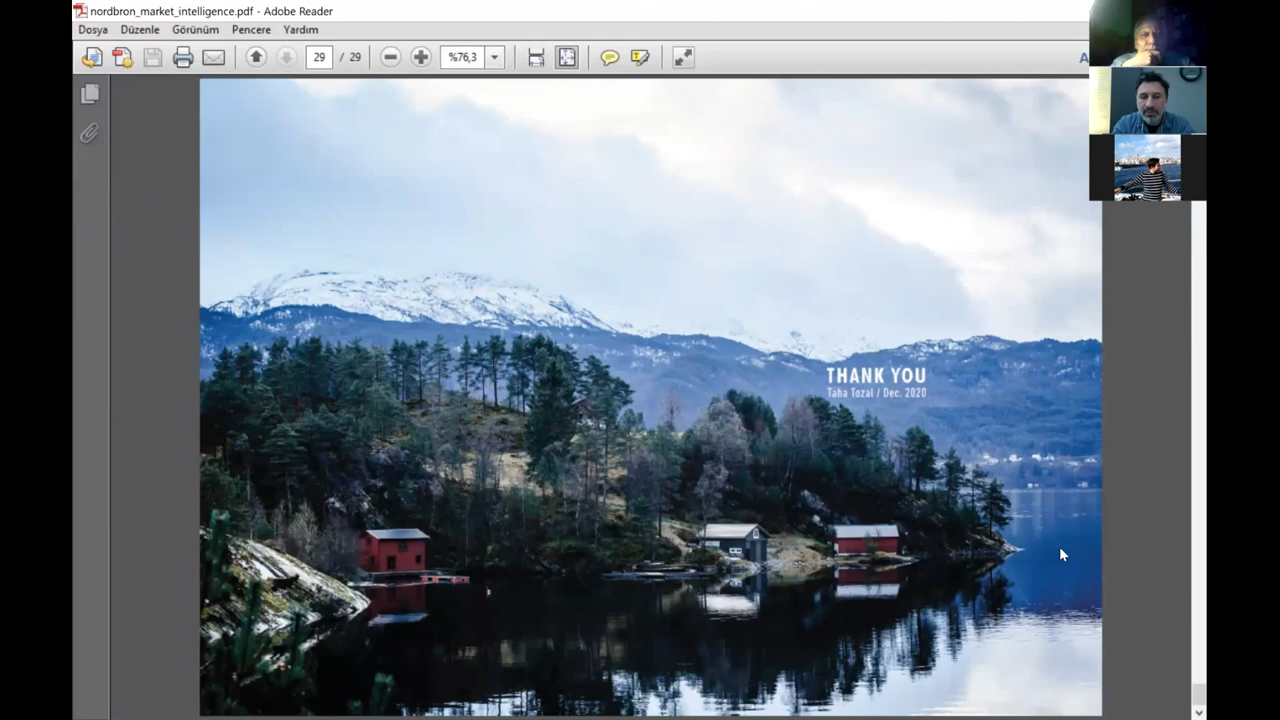 nordbron_market_intelligence.pdf - Adobe Reader
Dosya Düzenle Görünüm Pencere Yardım
29 / 29 %76,3
THANK YOU
Taha Tozal / Dec. 2020